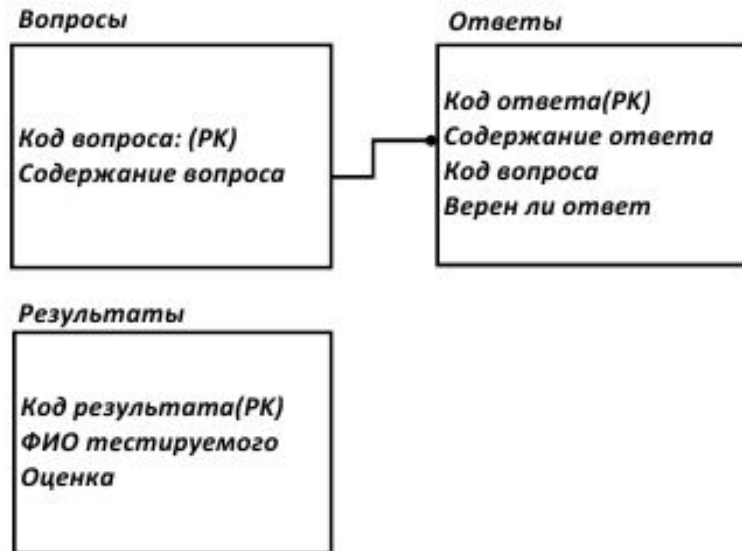 Вопросы
Код вопроса: (PK)
Содержание вопроса
Ответы
Код ответа(PK)
Содержание ответа
Код вопроса
Верен ли ответ
Результаты
Код результата(PK)
ФИО тестируемого
Оценка